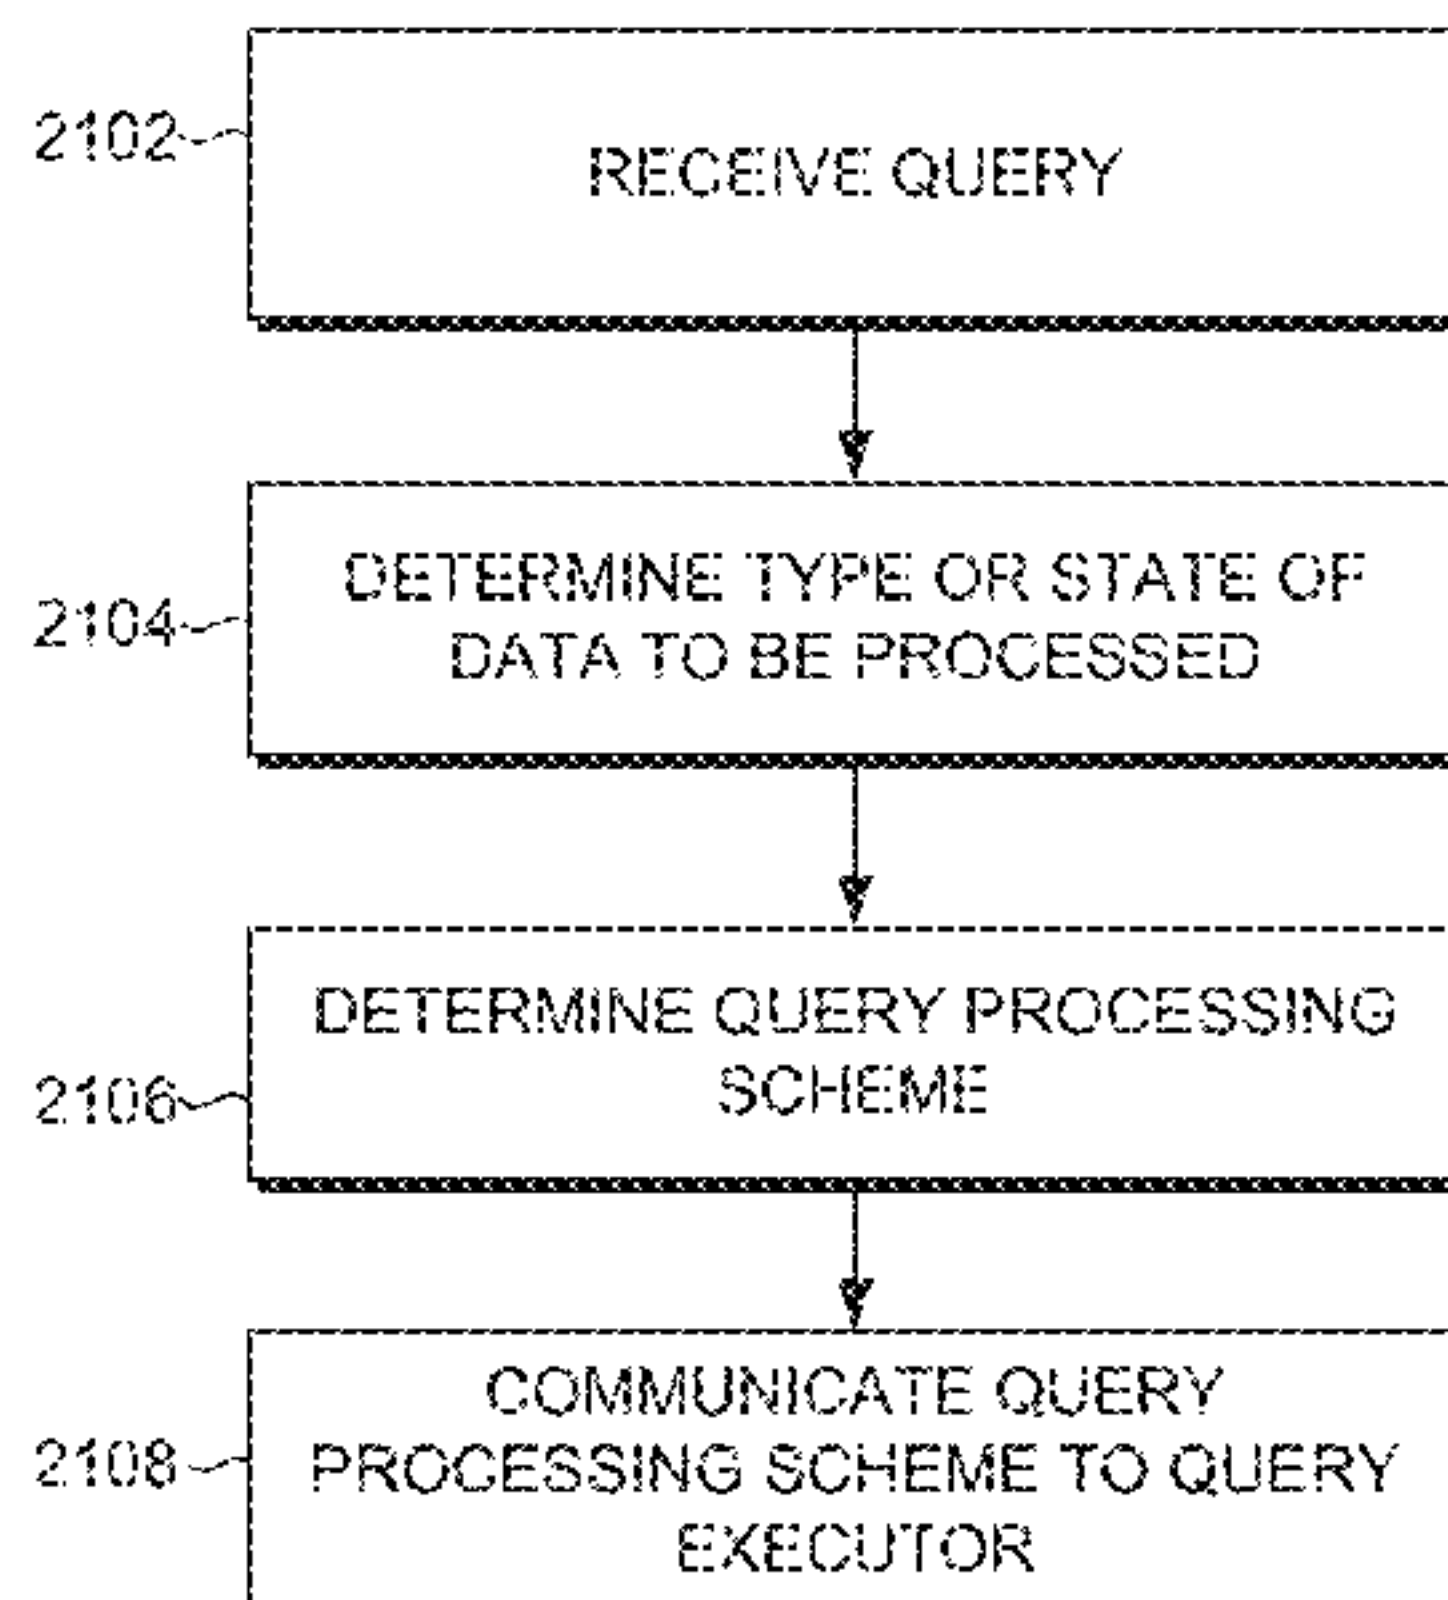 2102
RECEIVE QUERY
2104
DETERMINE TYPE OR STATE OF
DATA TO BE PROCESSED
2106
DETERMINE QUERY PROCESSING
SCHEME
2108
COMMUNICATE QUERY
PROCESSING SCHEME TO QUERY
EXECUTOR